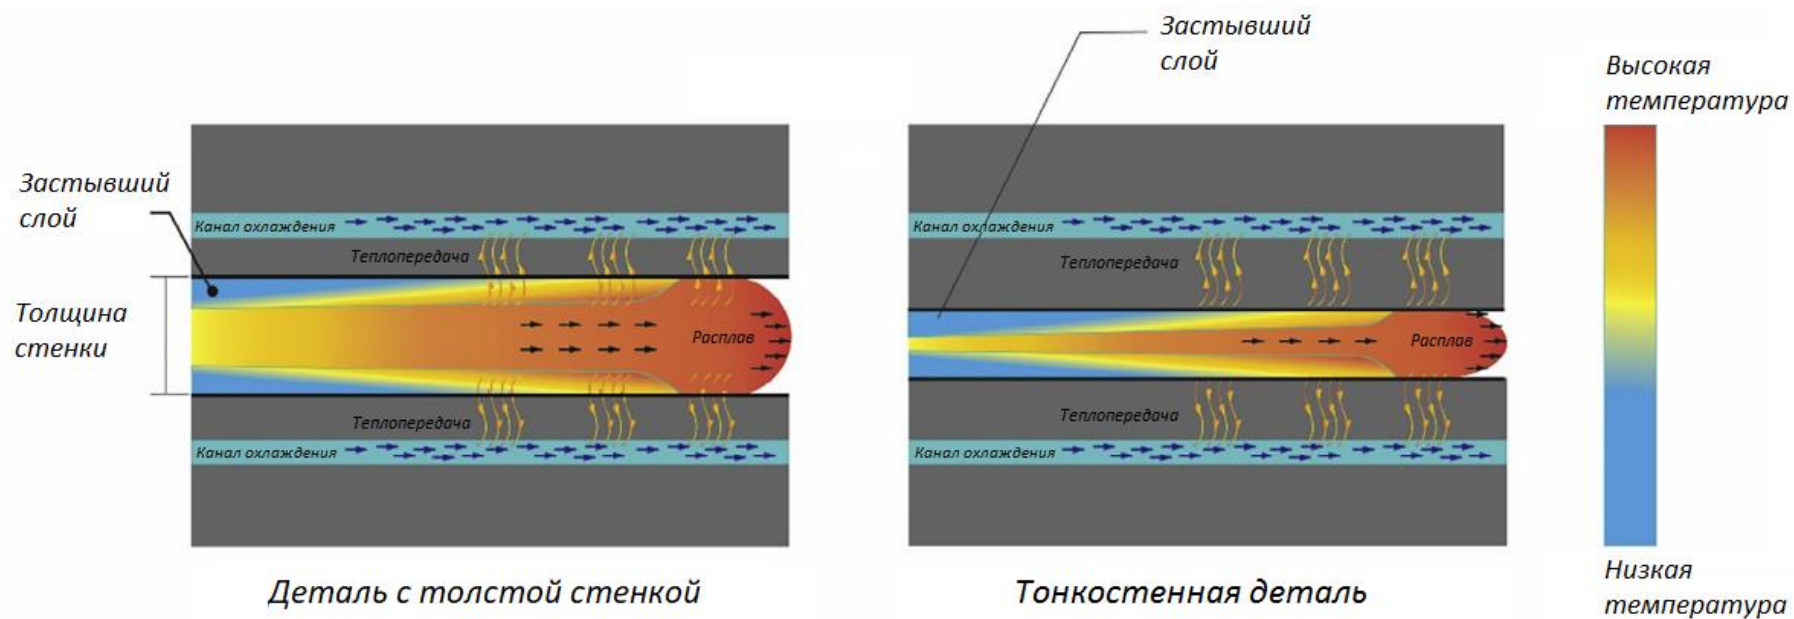 Застывший
слой
Высокая
температура
Застывший
слой
Канал охлаждения
Канал охлаждения
Теплопередача
Теплопередача
Толщина
стенки
Расплав
Расплав
Теплопередача
Теплопередача
Канал охлаждения
Канал охлаждения
Деталь с толстой стенкой
Тонкостенная деталь
Низкая
температура